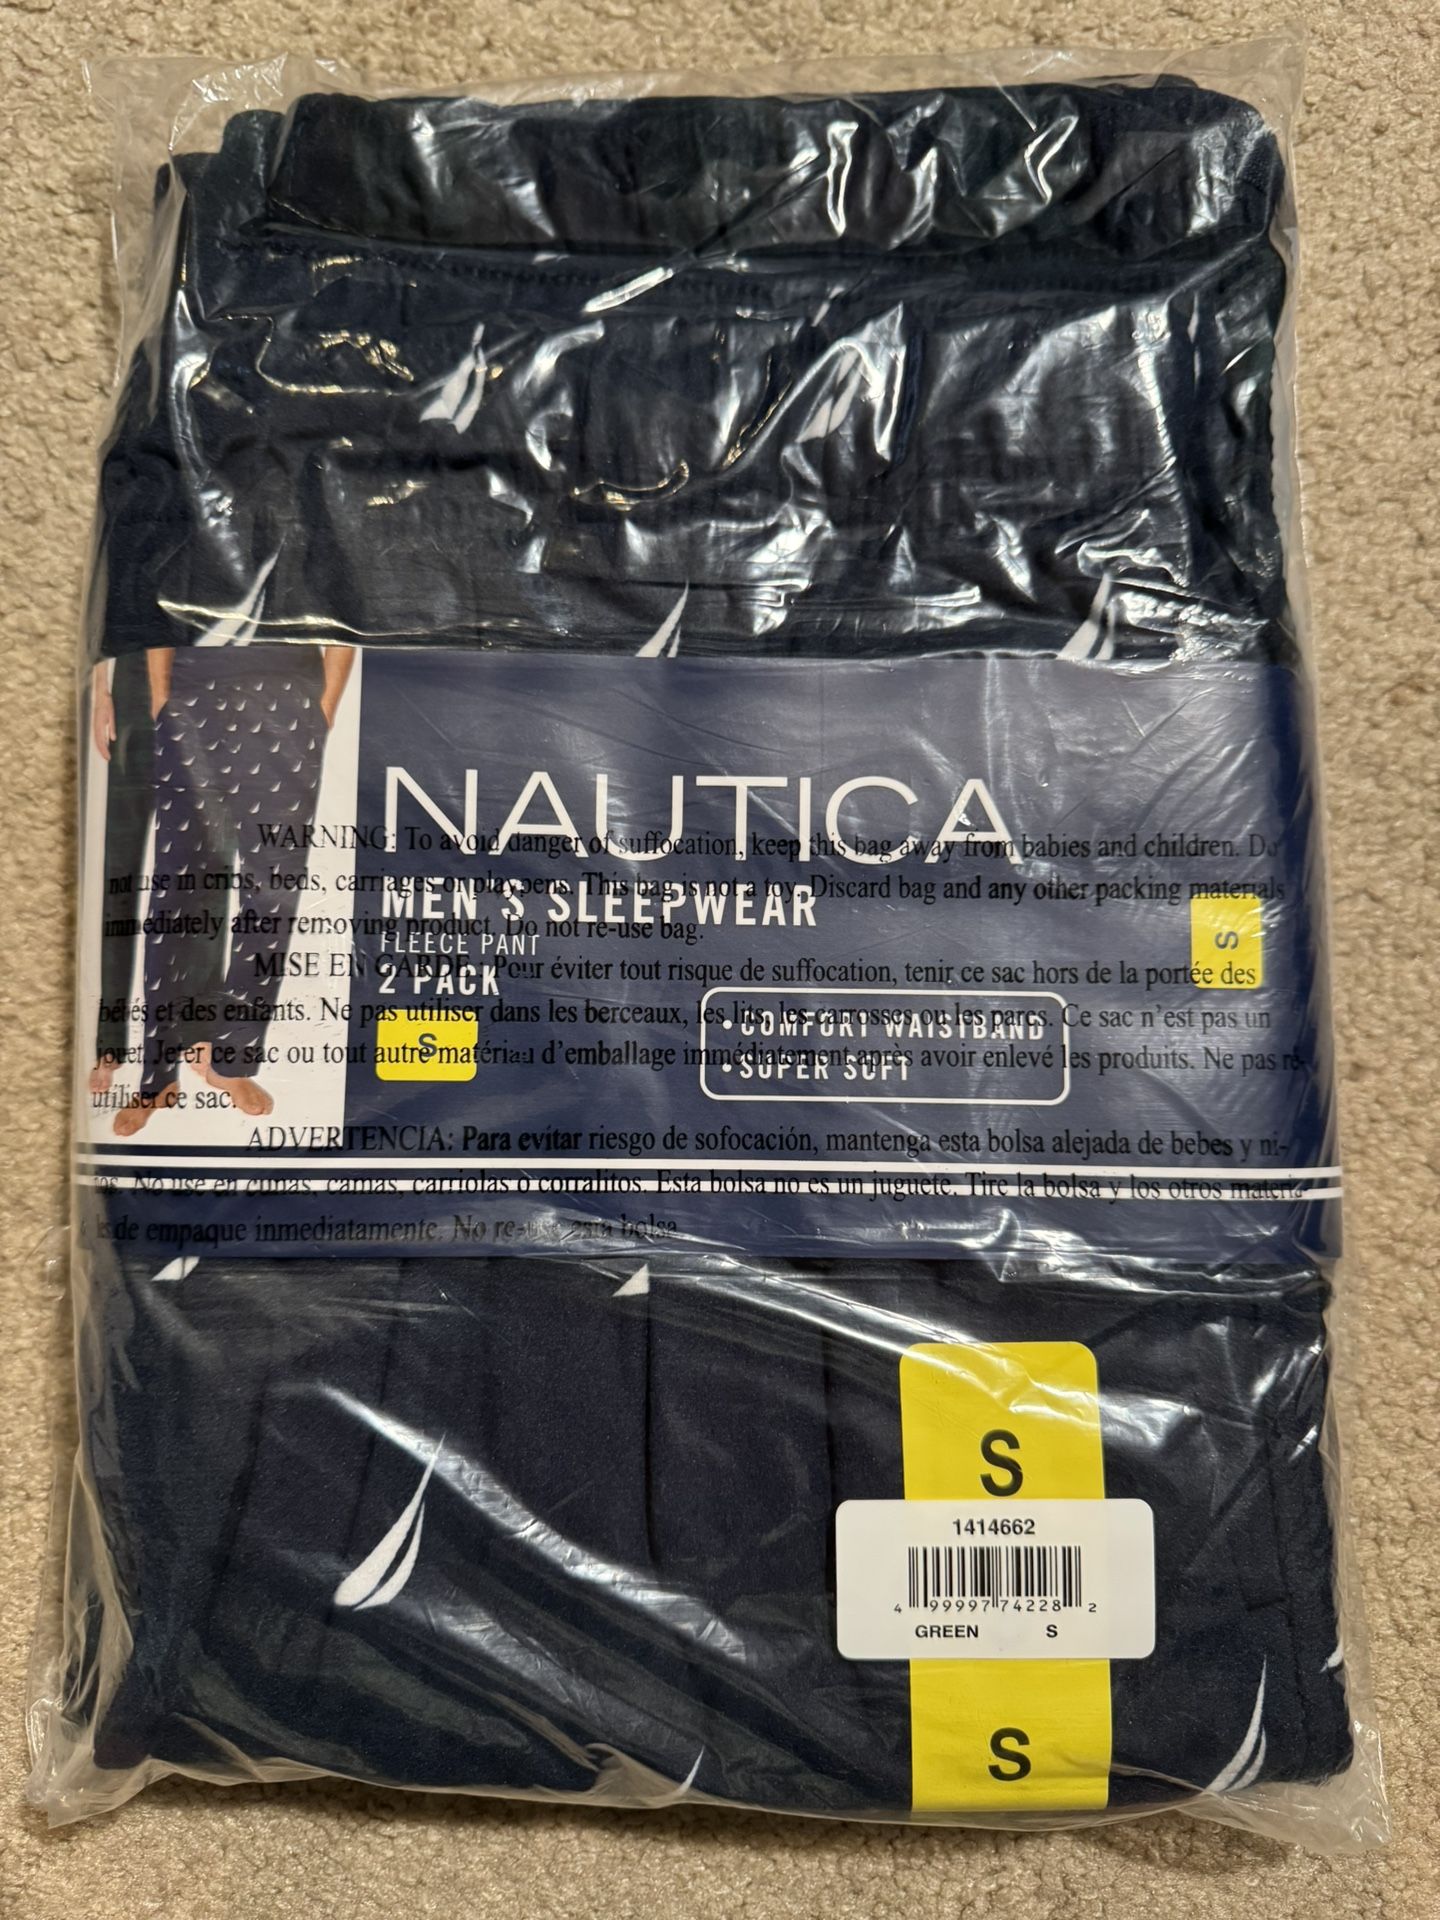 NAUTICA
WARNING: To avoid danger of suffocation, keep this bag away from babies and children. Do
not use in cribs, beds, carriages or playpens. This bag is not a toy. Discard bag and any other packing materials
immediately after removing product. Do not re-use bag.
MEN'S SLEEPWEAR
FLEECE PANT
2 PACK
S
S
• COMFORT WAISTBAND
• SUPER SOFT
MISE EN GARDE: Pour éviter tout risque de suffocation, tenir ce sac hors de la portée des
bébés et des enfants. Ne pas utiliser dans les berceaux, les lits, les carrosses ou les parcs. Ce sac n'est pas un
jouet. Jeter ce sac ou tout autre matériau d'emballage immédiatement après avoir enlevé les produits. Ne pas ré-
utiliser ce sac.
ADVERTENCIA: Para evitar riesgo de sofocación, mantenga esta bolsa alejada de bebes y ni-
ños. No use en cunas, camas, carriolas o corralitos. Esta bolsa no es un juguete. Tire la bolsa y los otros materia-
les de empaque inmediatamente. No re-use esta bolsa.
S
1414662
4 99997 74228 2
GREEN S
S